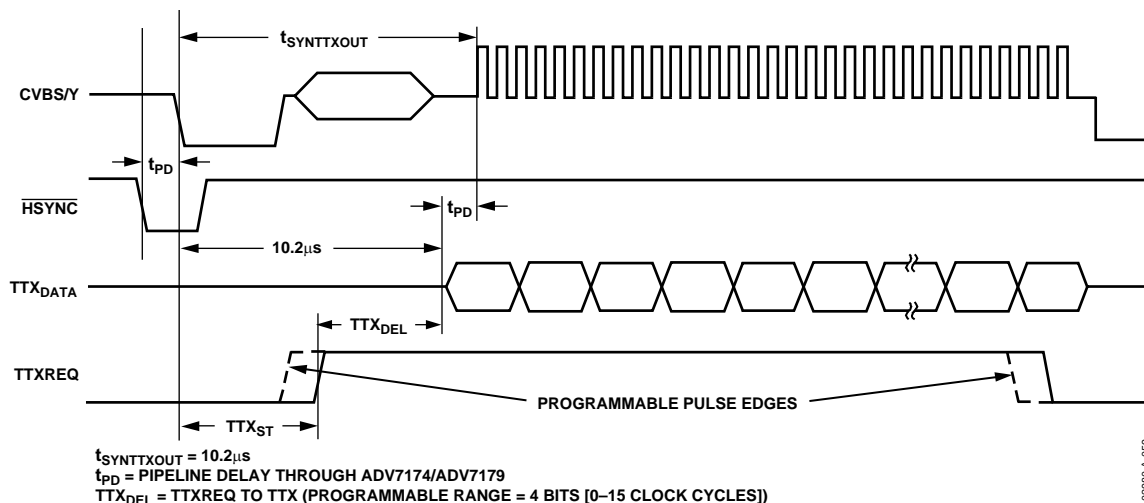 tSYNTTXOUT
CVBS/Y
tPD
HSYNC
tPD
10.2μs
TTXDATA
TTXDEL
TTXREQ
PROGRAMMABLE PULSE EDGES
TTXST
tSYNTTXOUT = 10.2μs
tPD = PIPELINE DELAY THROUGH ADV7174/ADV7179
TTXDEL = TTXREQ TO TTX (PROGRAMMABLE RANGE = 4 BITS [0–15 CLOCK CYCLES])